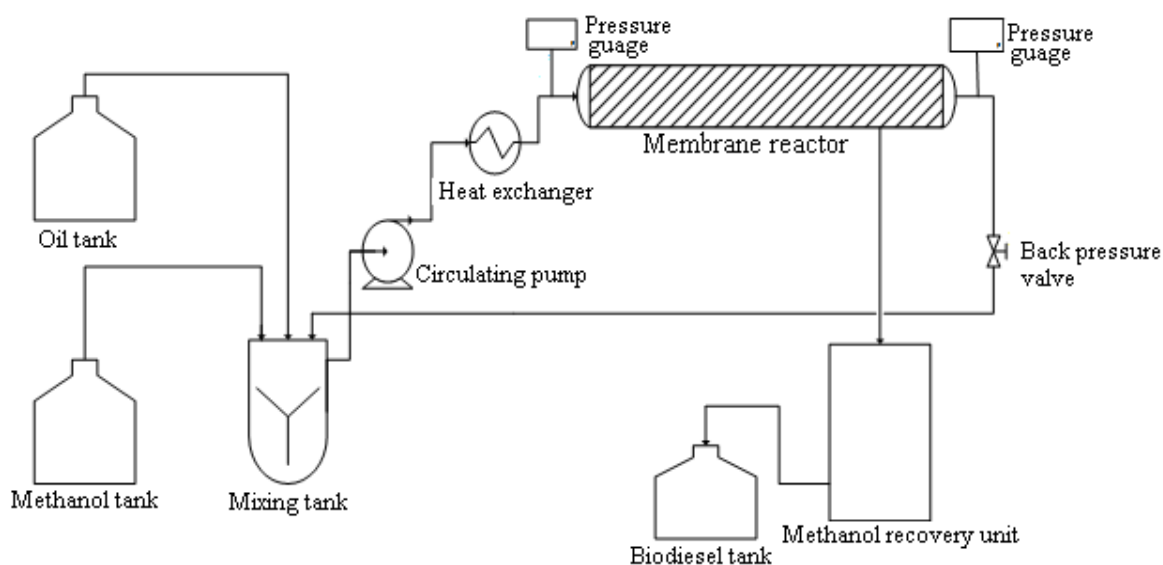 Pressure
guage
Pressure
guage
Membrane reactor
Heat exchanger
Oil tank
Circulating pump
Back pressure
valve
Methanol tank
Mixing tank
Biodiesel tank
Methanol recovery unit